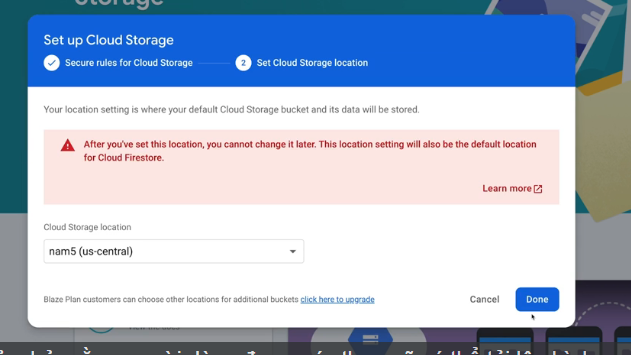 Set up Cloud Storage
Secure rules for Cloud Storage
2 Set Cloud Storage location
Your location setting is where your default Cloud Storage bucket and its data will be stored.
After you've set this location, you cannot change it later. This location setting will also be the default location
for Cloud Firestore.
Learn more
Cloud Storage location
nam5 (us-central)
Blaze Plan customers can choose other locations for additional buckets click here to upgrade
Cancel
Done